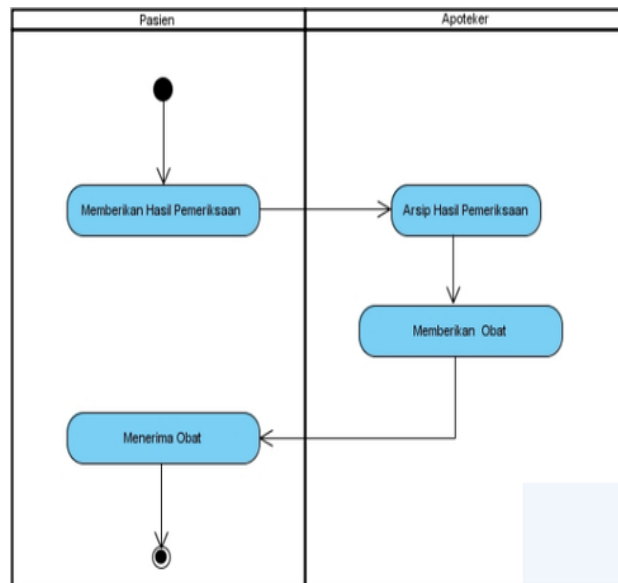 Pasien
Apoteker
Memberikan Hasil Pemeriksaan
Arsip Hasil Pemeriksaan
Memberikan Obat
Menerima Obat